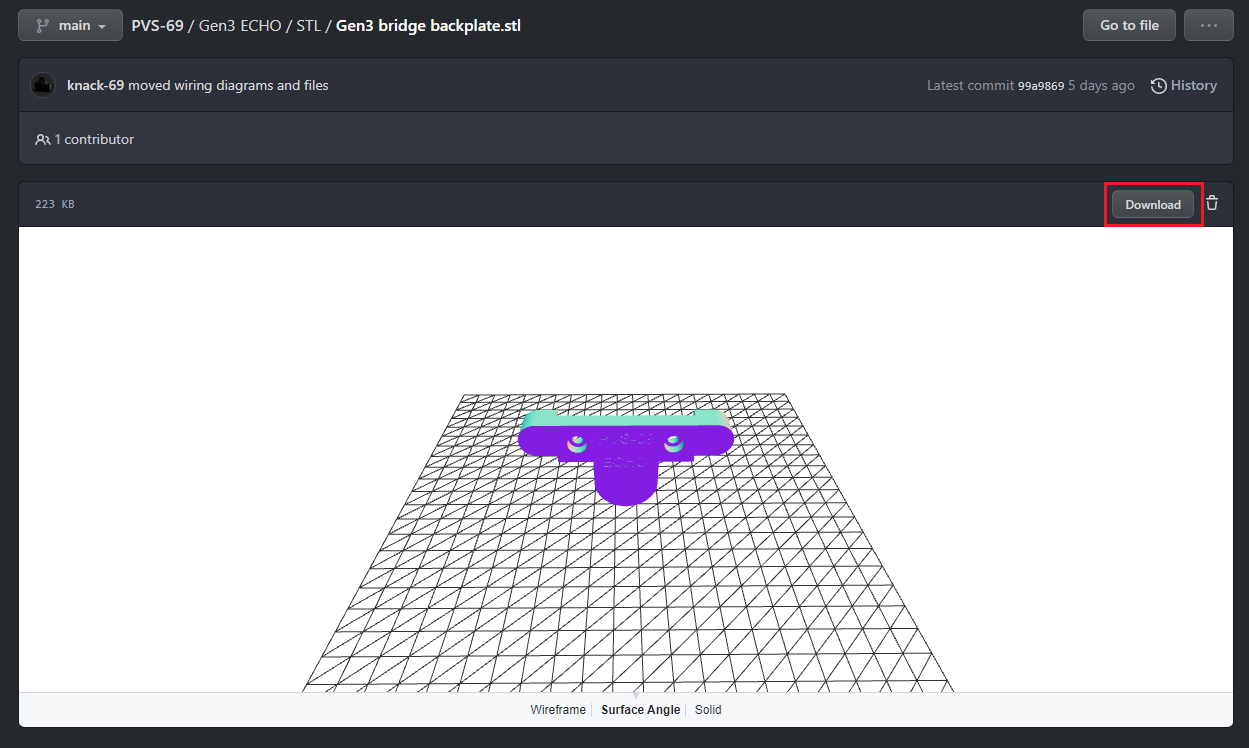 main
PVS-69 / Gen3 ECHO / STL / Gen3 bridge backplate.stl
Go to file
...
knack-69 moved wiring diagrams and files
Latest commit 99a9869 5 days ago
History
1 contributor
223 KB
Download
PVS-69
ECHO
Wireframe
Surface Angle
Solid